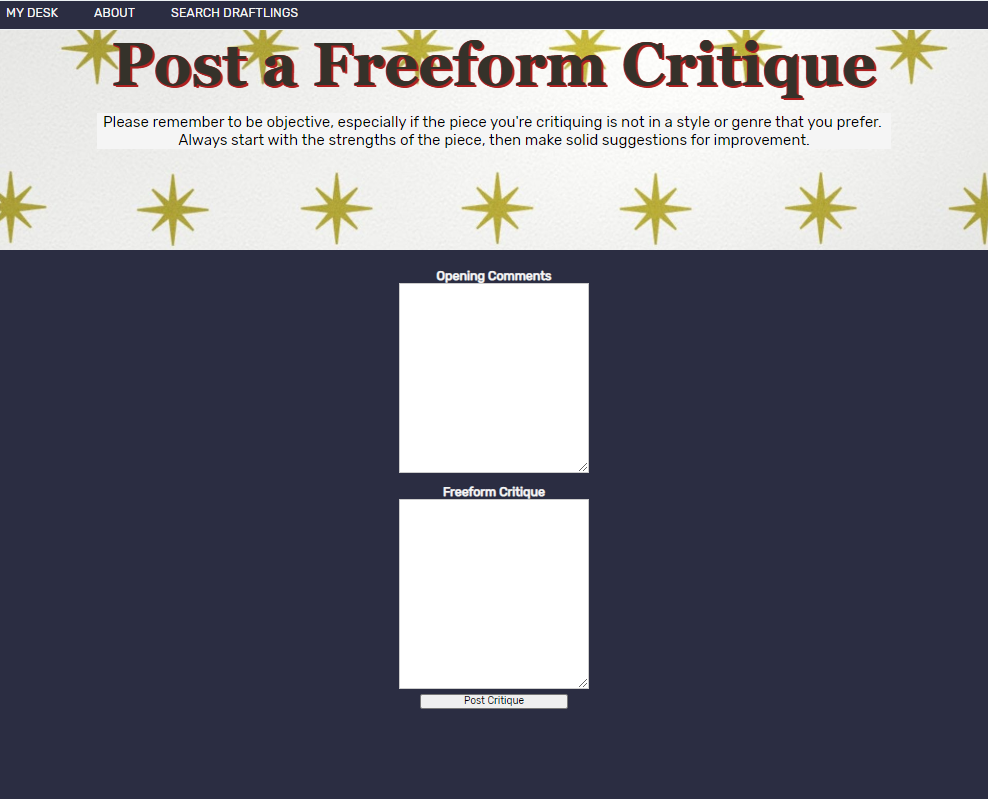 MY DESK ABOUT SEARCH DRAFTLINGS
Post a Freeform Critique
Please remember to be objective, especially if the piece you're critiquing is not in a style or genre that you prefer.
Always start with the strengths of the piece, then make solid suggestions for improvement.
Opening Comments
Freeform Critique
Post Critique